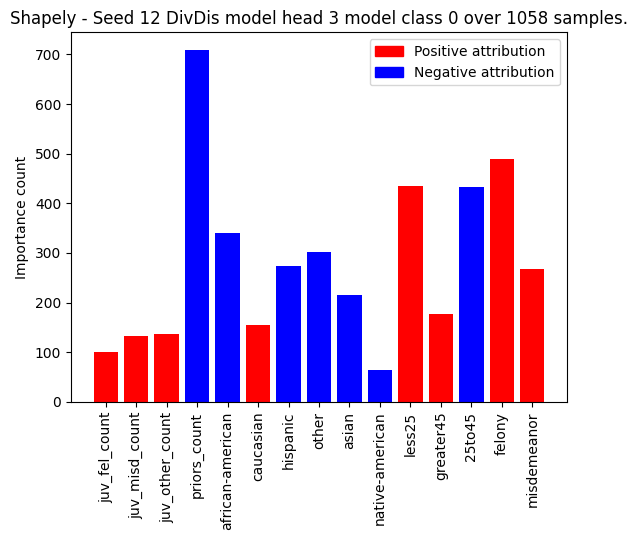 Shapely - Seed 12 DivDis model head 3 model class 0 over 1058 samples.
Positive attribution
Negative attribution
Importance count
700
600
500
400
300
200
100
0
juv_fel_count
juv_misd_count
juv_other_count
priors_count
african-american
caucasian
hispanic
other
asian
native-american
less25
greater45
25to45
felony
misdemeanor